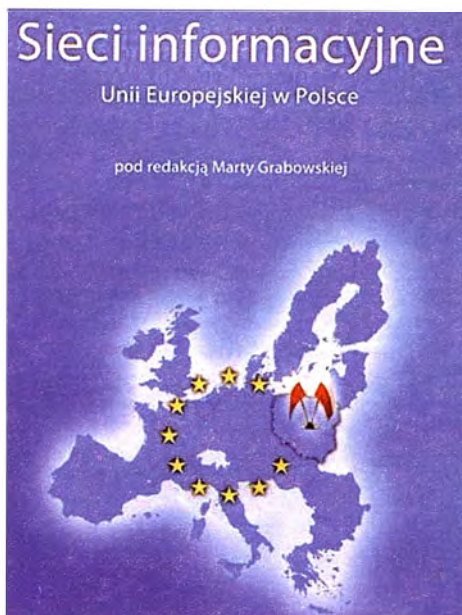 Sieci informacyjne
Unii Europejskiej w Polsce
pod redakcją Marty Grabowskiej